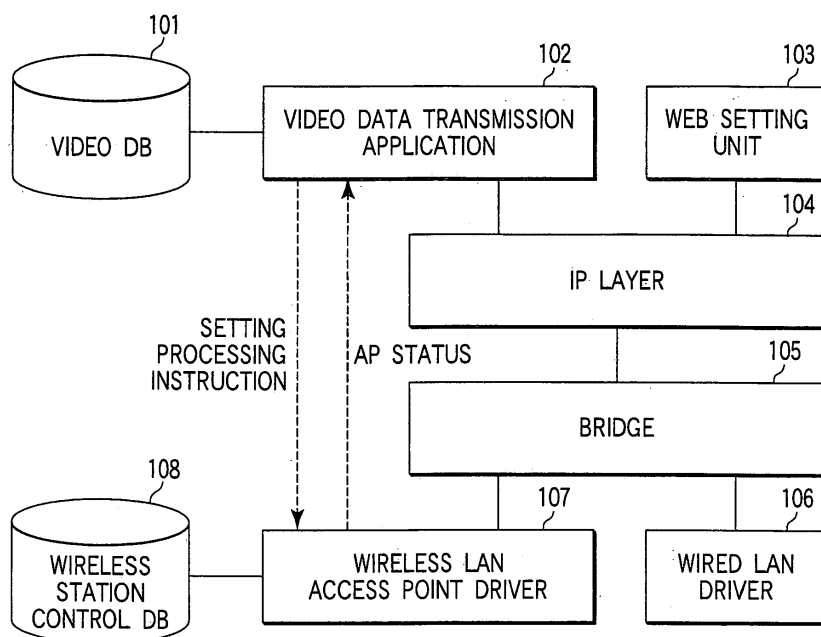 101
102
103
VIDEO DB
VIDEO DATA TRANSMISSION
APPLICATION
WEB SETTING
UNIT
104
IP LAYER
SETTING
PROCESSING
INSTRUCTION
AP STATUS
105
BRIDGE
108
107
106
WIRELESS
STATION
CONTROL DB
WIRELESS LAN
ACCESS POINT DRIVER
WIRED LAN
DRIVER